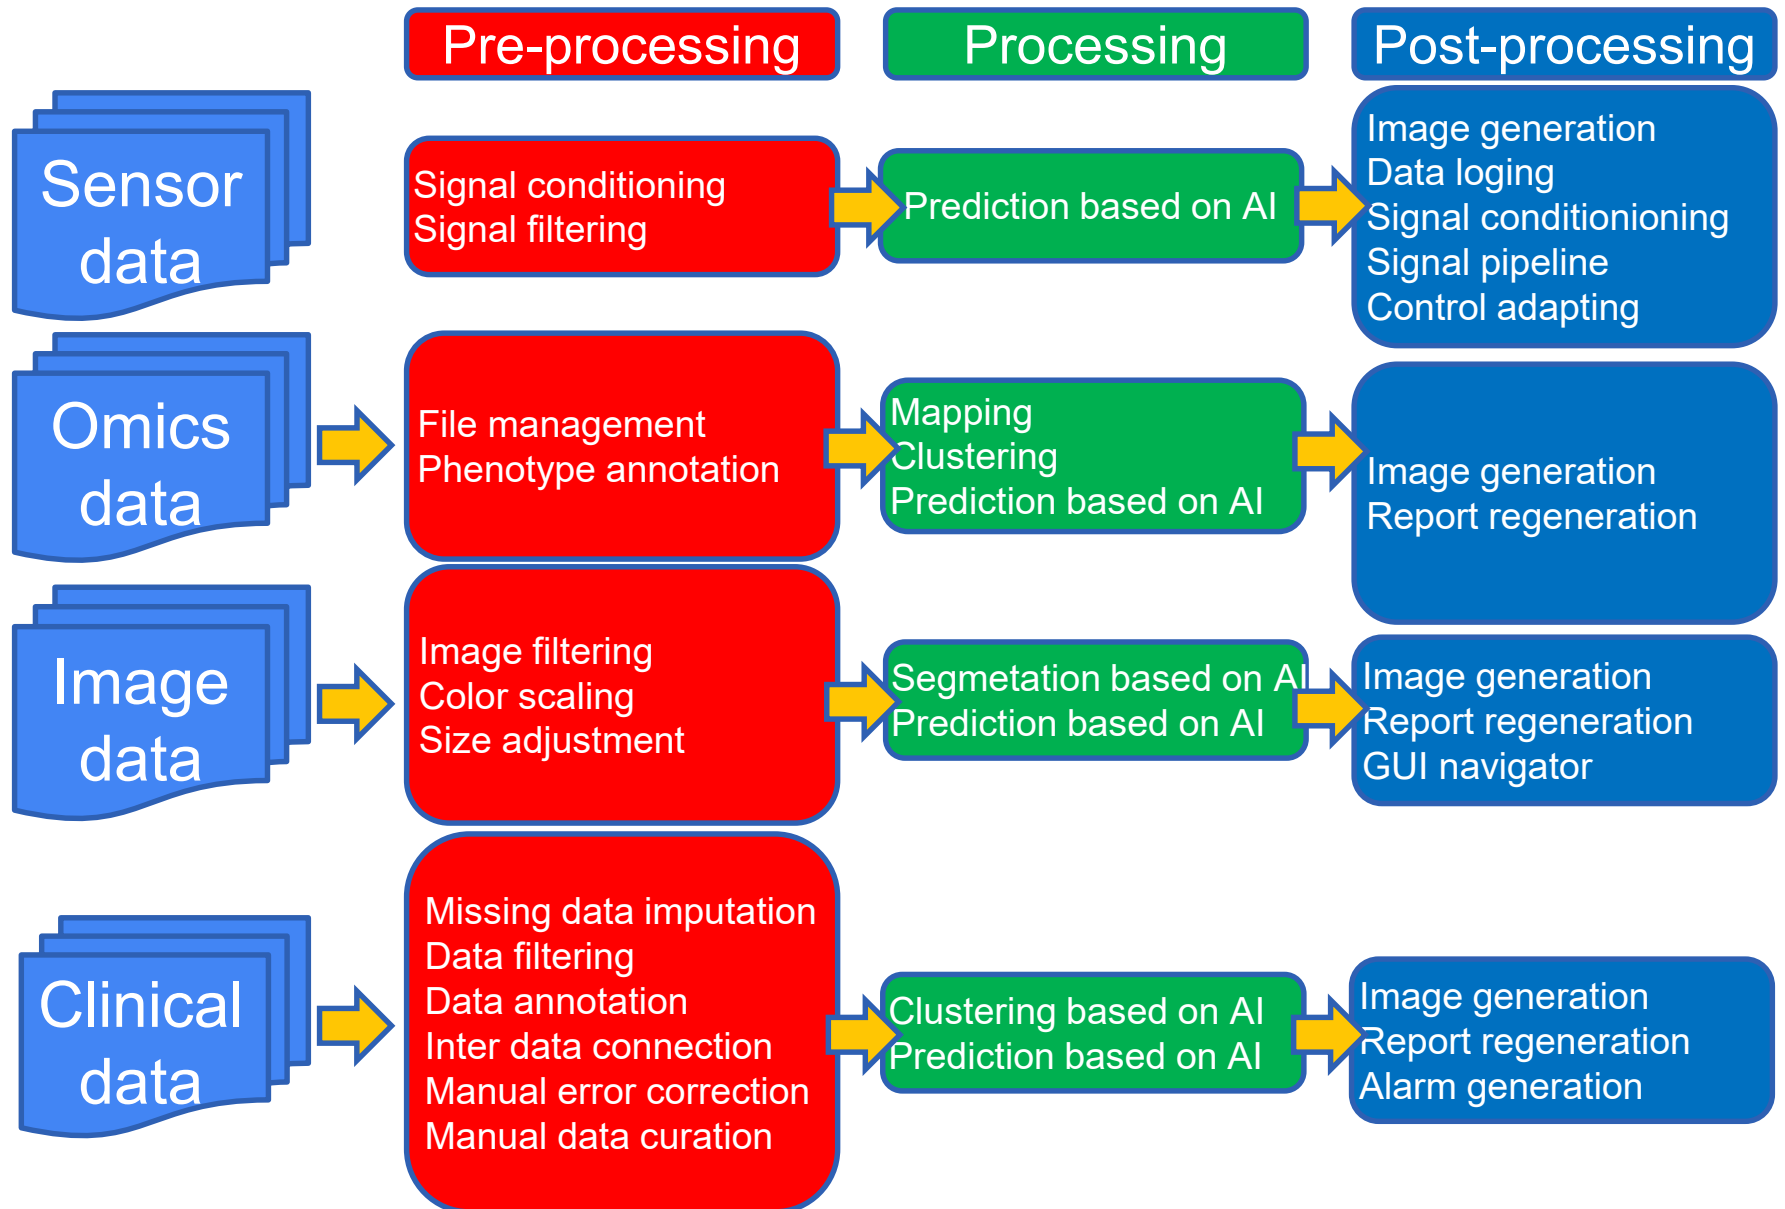 Pre-processing
Processing
Post-processing
Sensor
data
Signal conditioning
Signal filtering
Prediction based on AI
Image generation
Data loging
Signal conditionioning
Signal pipeline
Control adapting
Omics
data
File management
Phenotype annotation
Mapping
Clustering
Prediction based on AI
Image generation
Report regeneration
Image
data
Image filtering
Color scaling
Size adjustment
Segmetation based on AI
Prediction based on AI
Image generation
Report regeneration
GUI navigator
Clinical
data
Missing data imputation
Data filtering
Data annotation
Inter data connection
Manual error correction
Manual data curation
Clustering based on AI
Prediction based on AI
Image generation
Report regeneration
Alarm generation